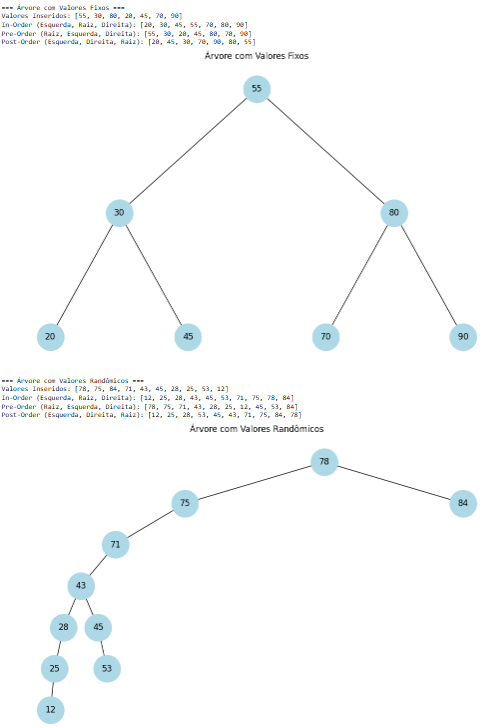 === Árvore com Valores Fixos ===
Valores Inseridos: [55, 30, 80, 20, 45, 70, 90]
In-Order (Esquerda, Raiz, Direita): [20, 30, 45, 55, 70, 80, 90]
Pre-Order (Raiz, Esquerda, Direita): [55, 30, 20, 45, 80, 70, 90]
Post-Order (Esquerda, Direita, Raiz): [20, 45, 30, 70, 90, 80, 55]
Árvore com Valores Fixos
55
30 80
20 45 70 90
=== Árvore com Valores Randômicos ===
Valores Inseridos: [78, 75, 84, 71, 43, 45, 28, 25, 53, 12]
In-Order (Esquerda, Raiz, Direita): [12, 25, 28, 43, 45, 53, 71, 75, 78, 84]
Pre-Order (Raiz, Esquerda, Direita): [78, 75, 71, 43, 28, 25, 12, 45, 53, 84]
Post-Order (Esquerda, Direita, Raiz): [12, 25, 28, 53, 45, 43, 71, 75, 84, 78]
Árvore com Valores Randômicos
78
75 84
71
43
28 45
25 53
12